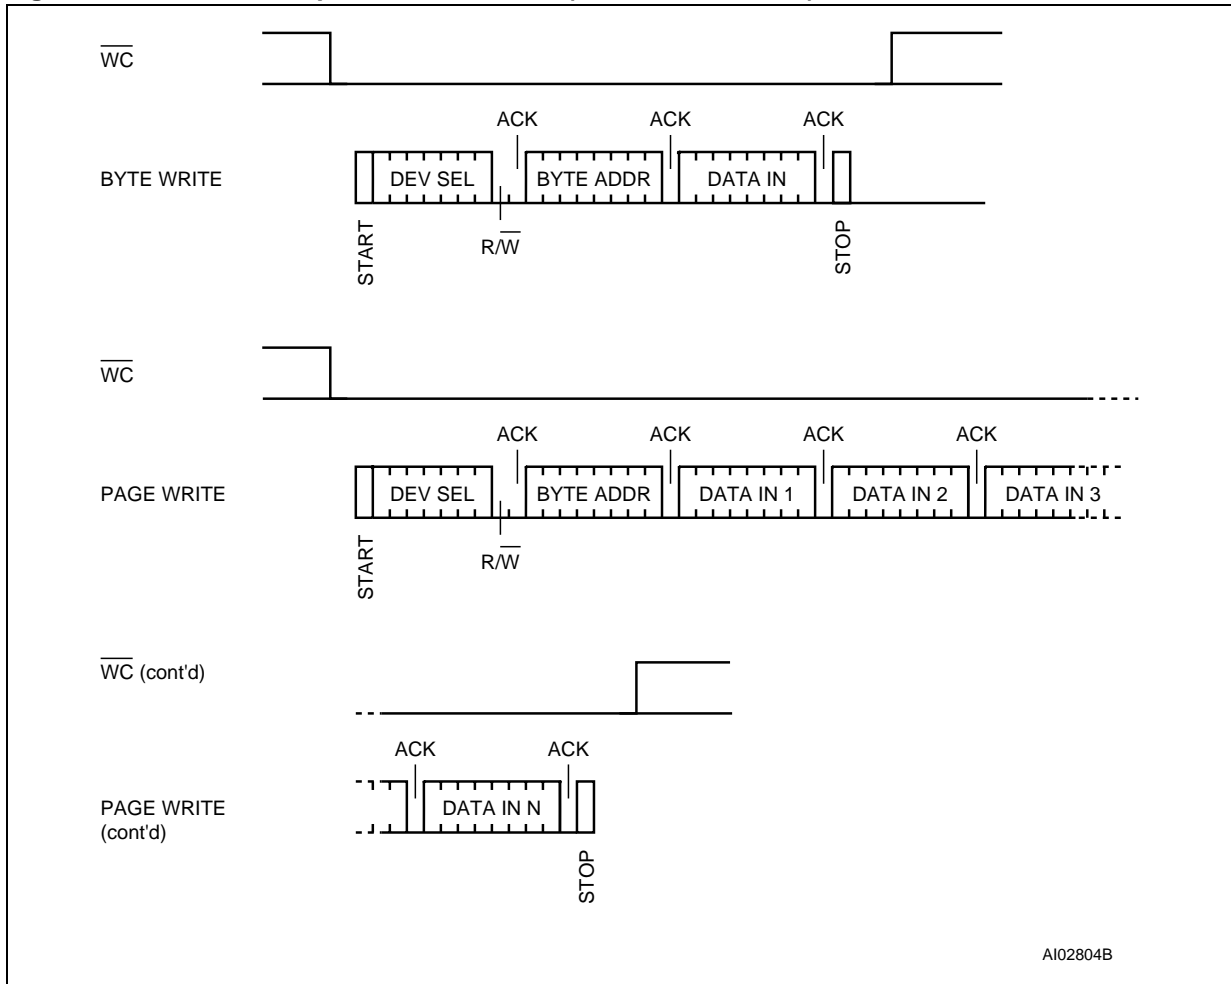 WC
ACK ACK ACK
BYTE WRITE DEV SEL BYTE ADDR DATA IN
START R/W STOP
WC
ACK ACK ACK ACK
PAGE WRITE DEV SEL BYTE ADDR DATA IN 1 DATA IN 2 DATA IN 3
START R/W
WC (cont'd)
ACK ACK
PAGE WRITE DATA IN N
(cont'd)
STOP
AI02804B